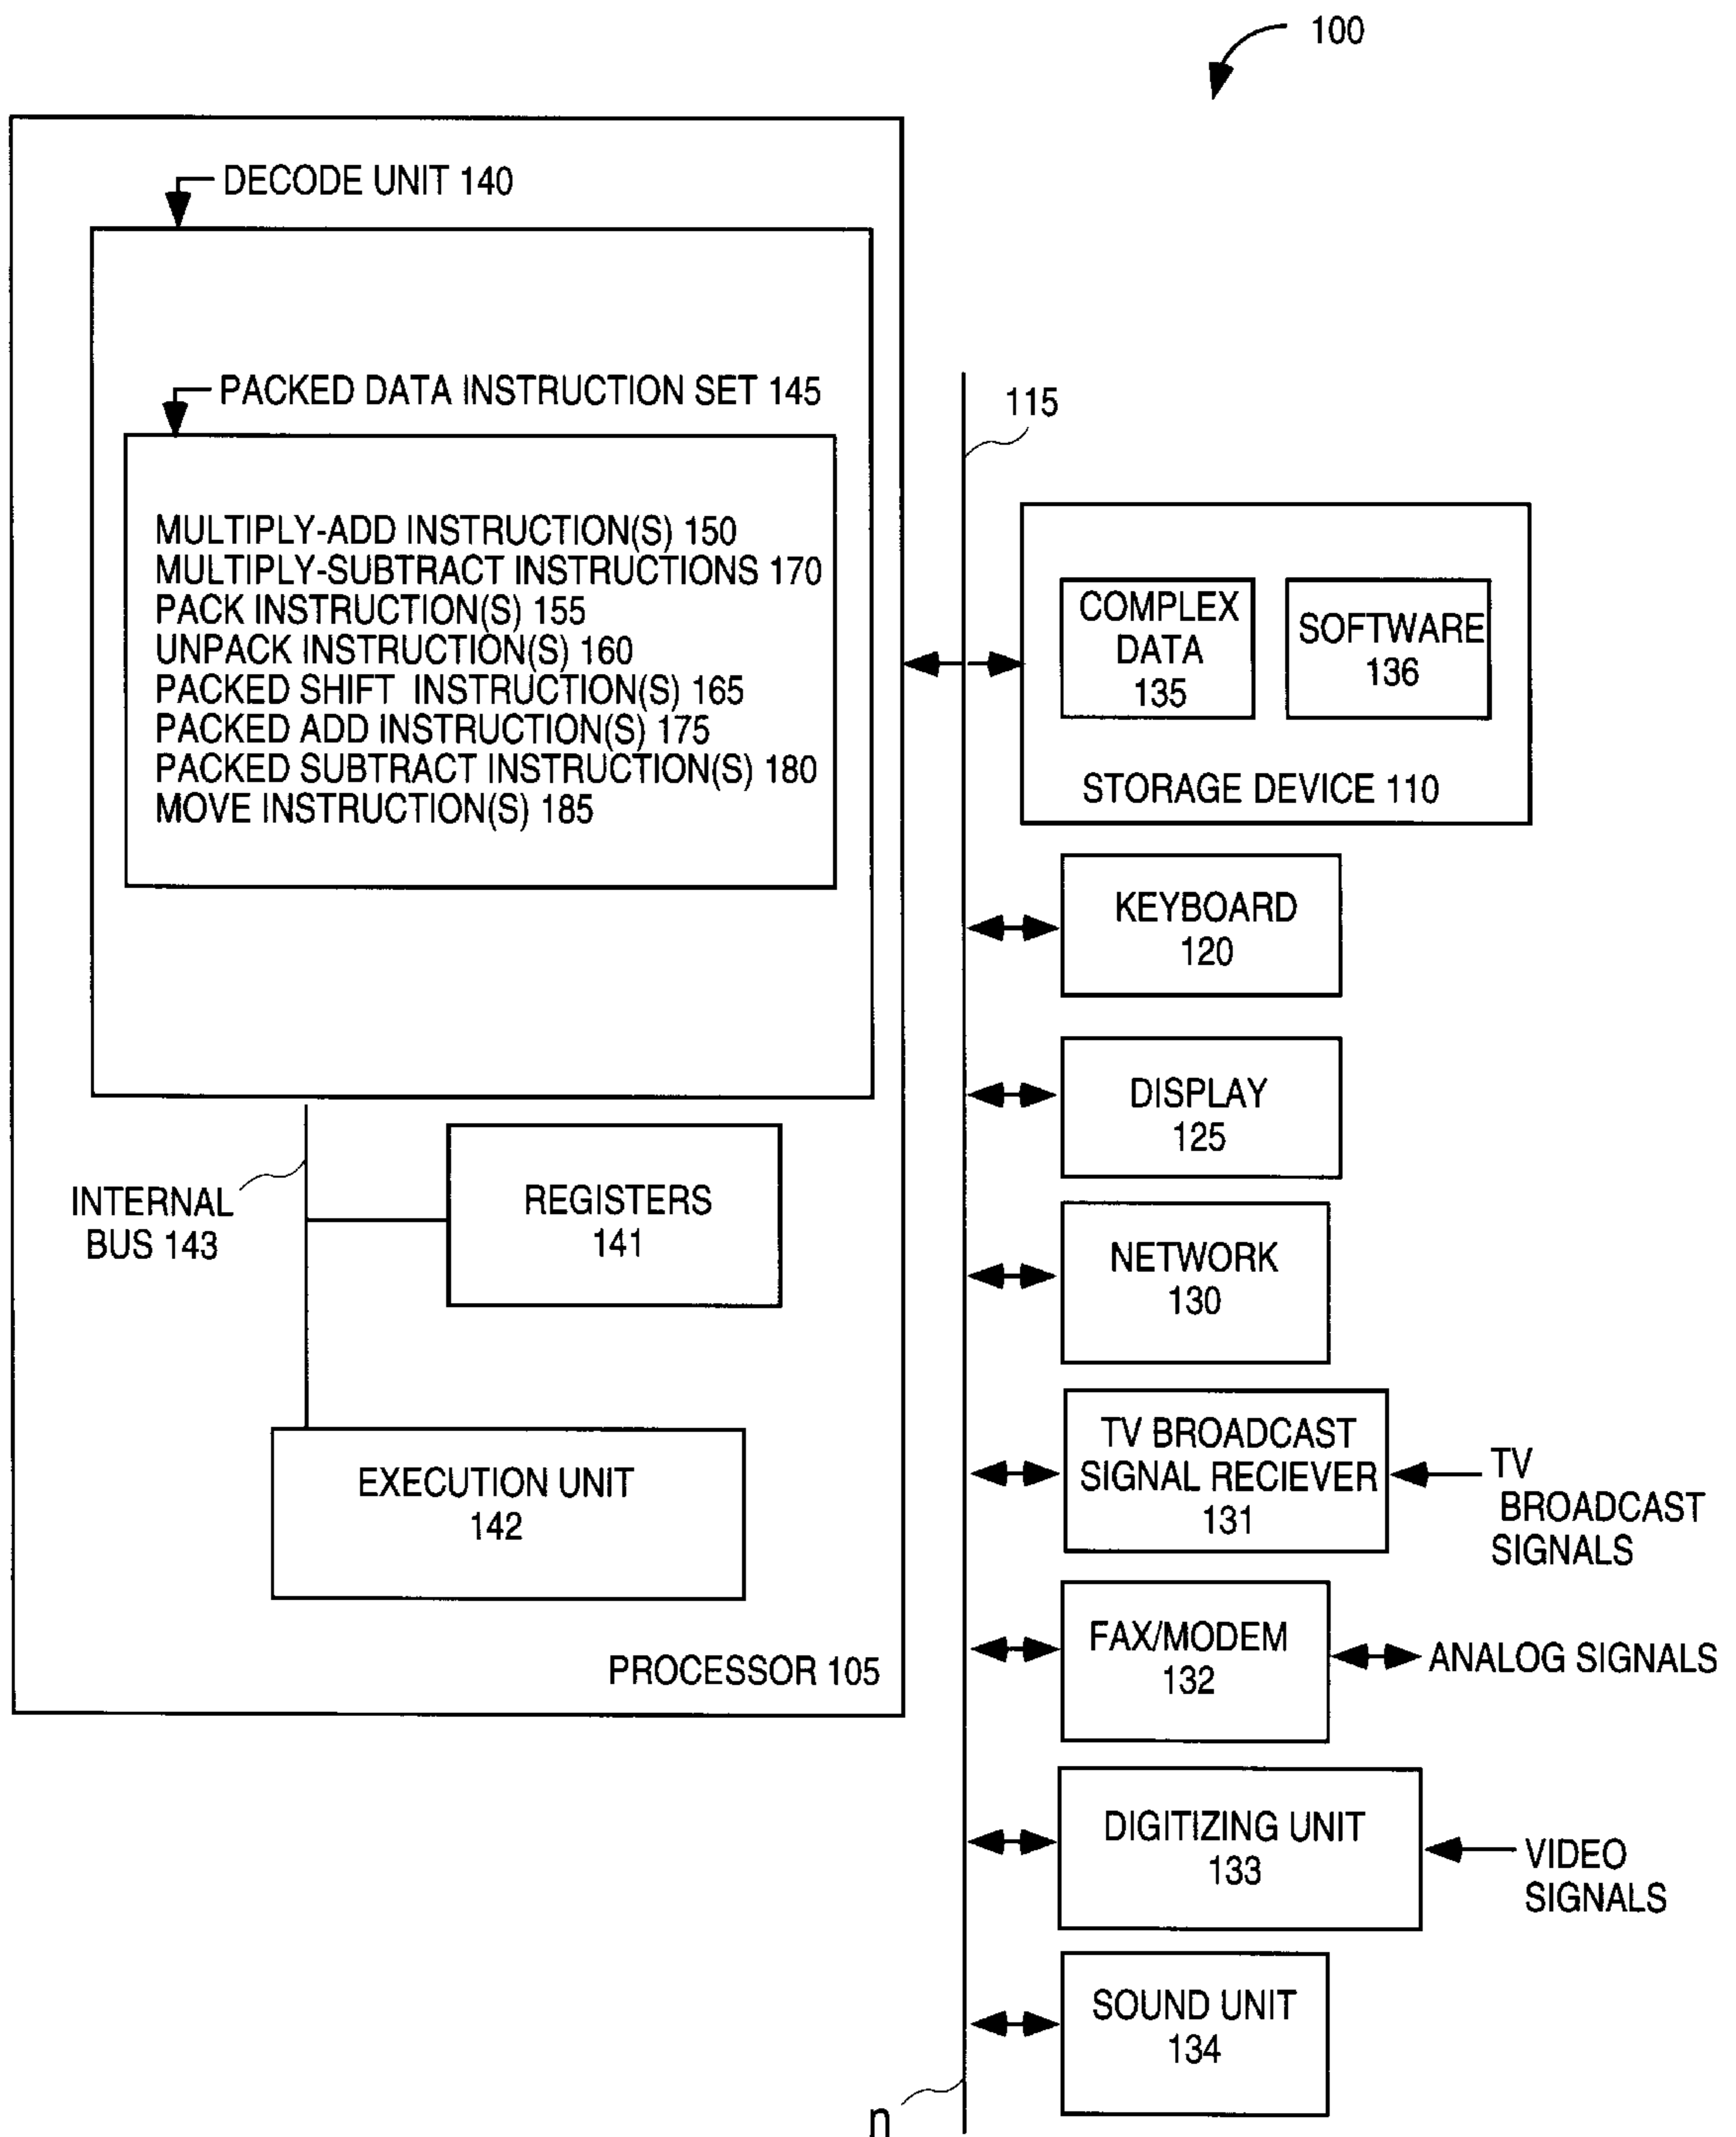 100
DECODE UNIT 140
PACKED DATA INSTRUCTION SET 145
MULTIPLY-ADD INSTRUCTION(S) 150
MULTIPLY-SUBTRACT INSTRUCTIONS 170
PACK INSTRUCTION(S) 155
UNPACK INSTRUCTION(S) 160
PACKED SHIFT INSTRUCTION(S) 165
PACKED ADD INSTRUCTION(S) 175
PACKED SUBTRACT INSTRUCTION(S) 180
MOVE INSTRUCTION(S) 185
INTERNAL
BUS 143
REGISTERS
141
EXECUTION UNIT
142
PROCESSOR 105
115
COMPLEX
DATA
135
SOFTWARE
136
STORAGE DEVICE 110
KEYBOARD
120
DISPLAY
125
NETWORK
130
TV BROADCAST
SIGNAL RECIEVER
131
TV
BROADCAST
SIGNALS
FAX/MODEM
132
ANALOG SIGNALS
DIGITIZING UNIT
133
VIDEO
SIGNALS
SOUND UNIT
134
n